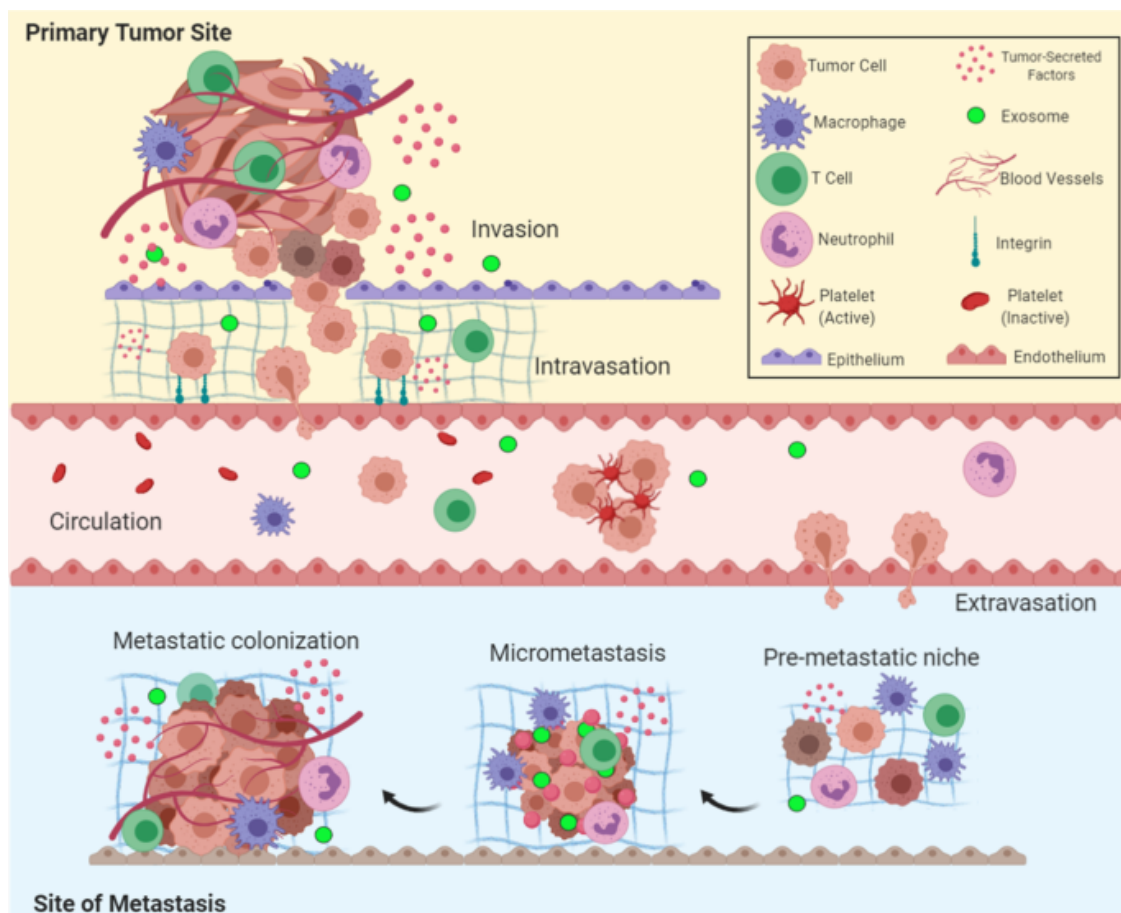 Primary Tumor Site
Tumor Cell
Tumor-Secreted
Factors
Macrophage
Exosome
T Cell
Blood Vessels
Neutrophil
Integrin
Platelet
(Active)
Platelet
(Inactive)
Epithelium
Endothelium
Invasion
Intravasation
Circulation
Extravasation
Metastatic colonization
Micrometastasis
Pre-metastatic niche
Site of Metastasis